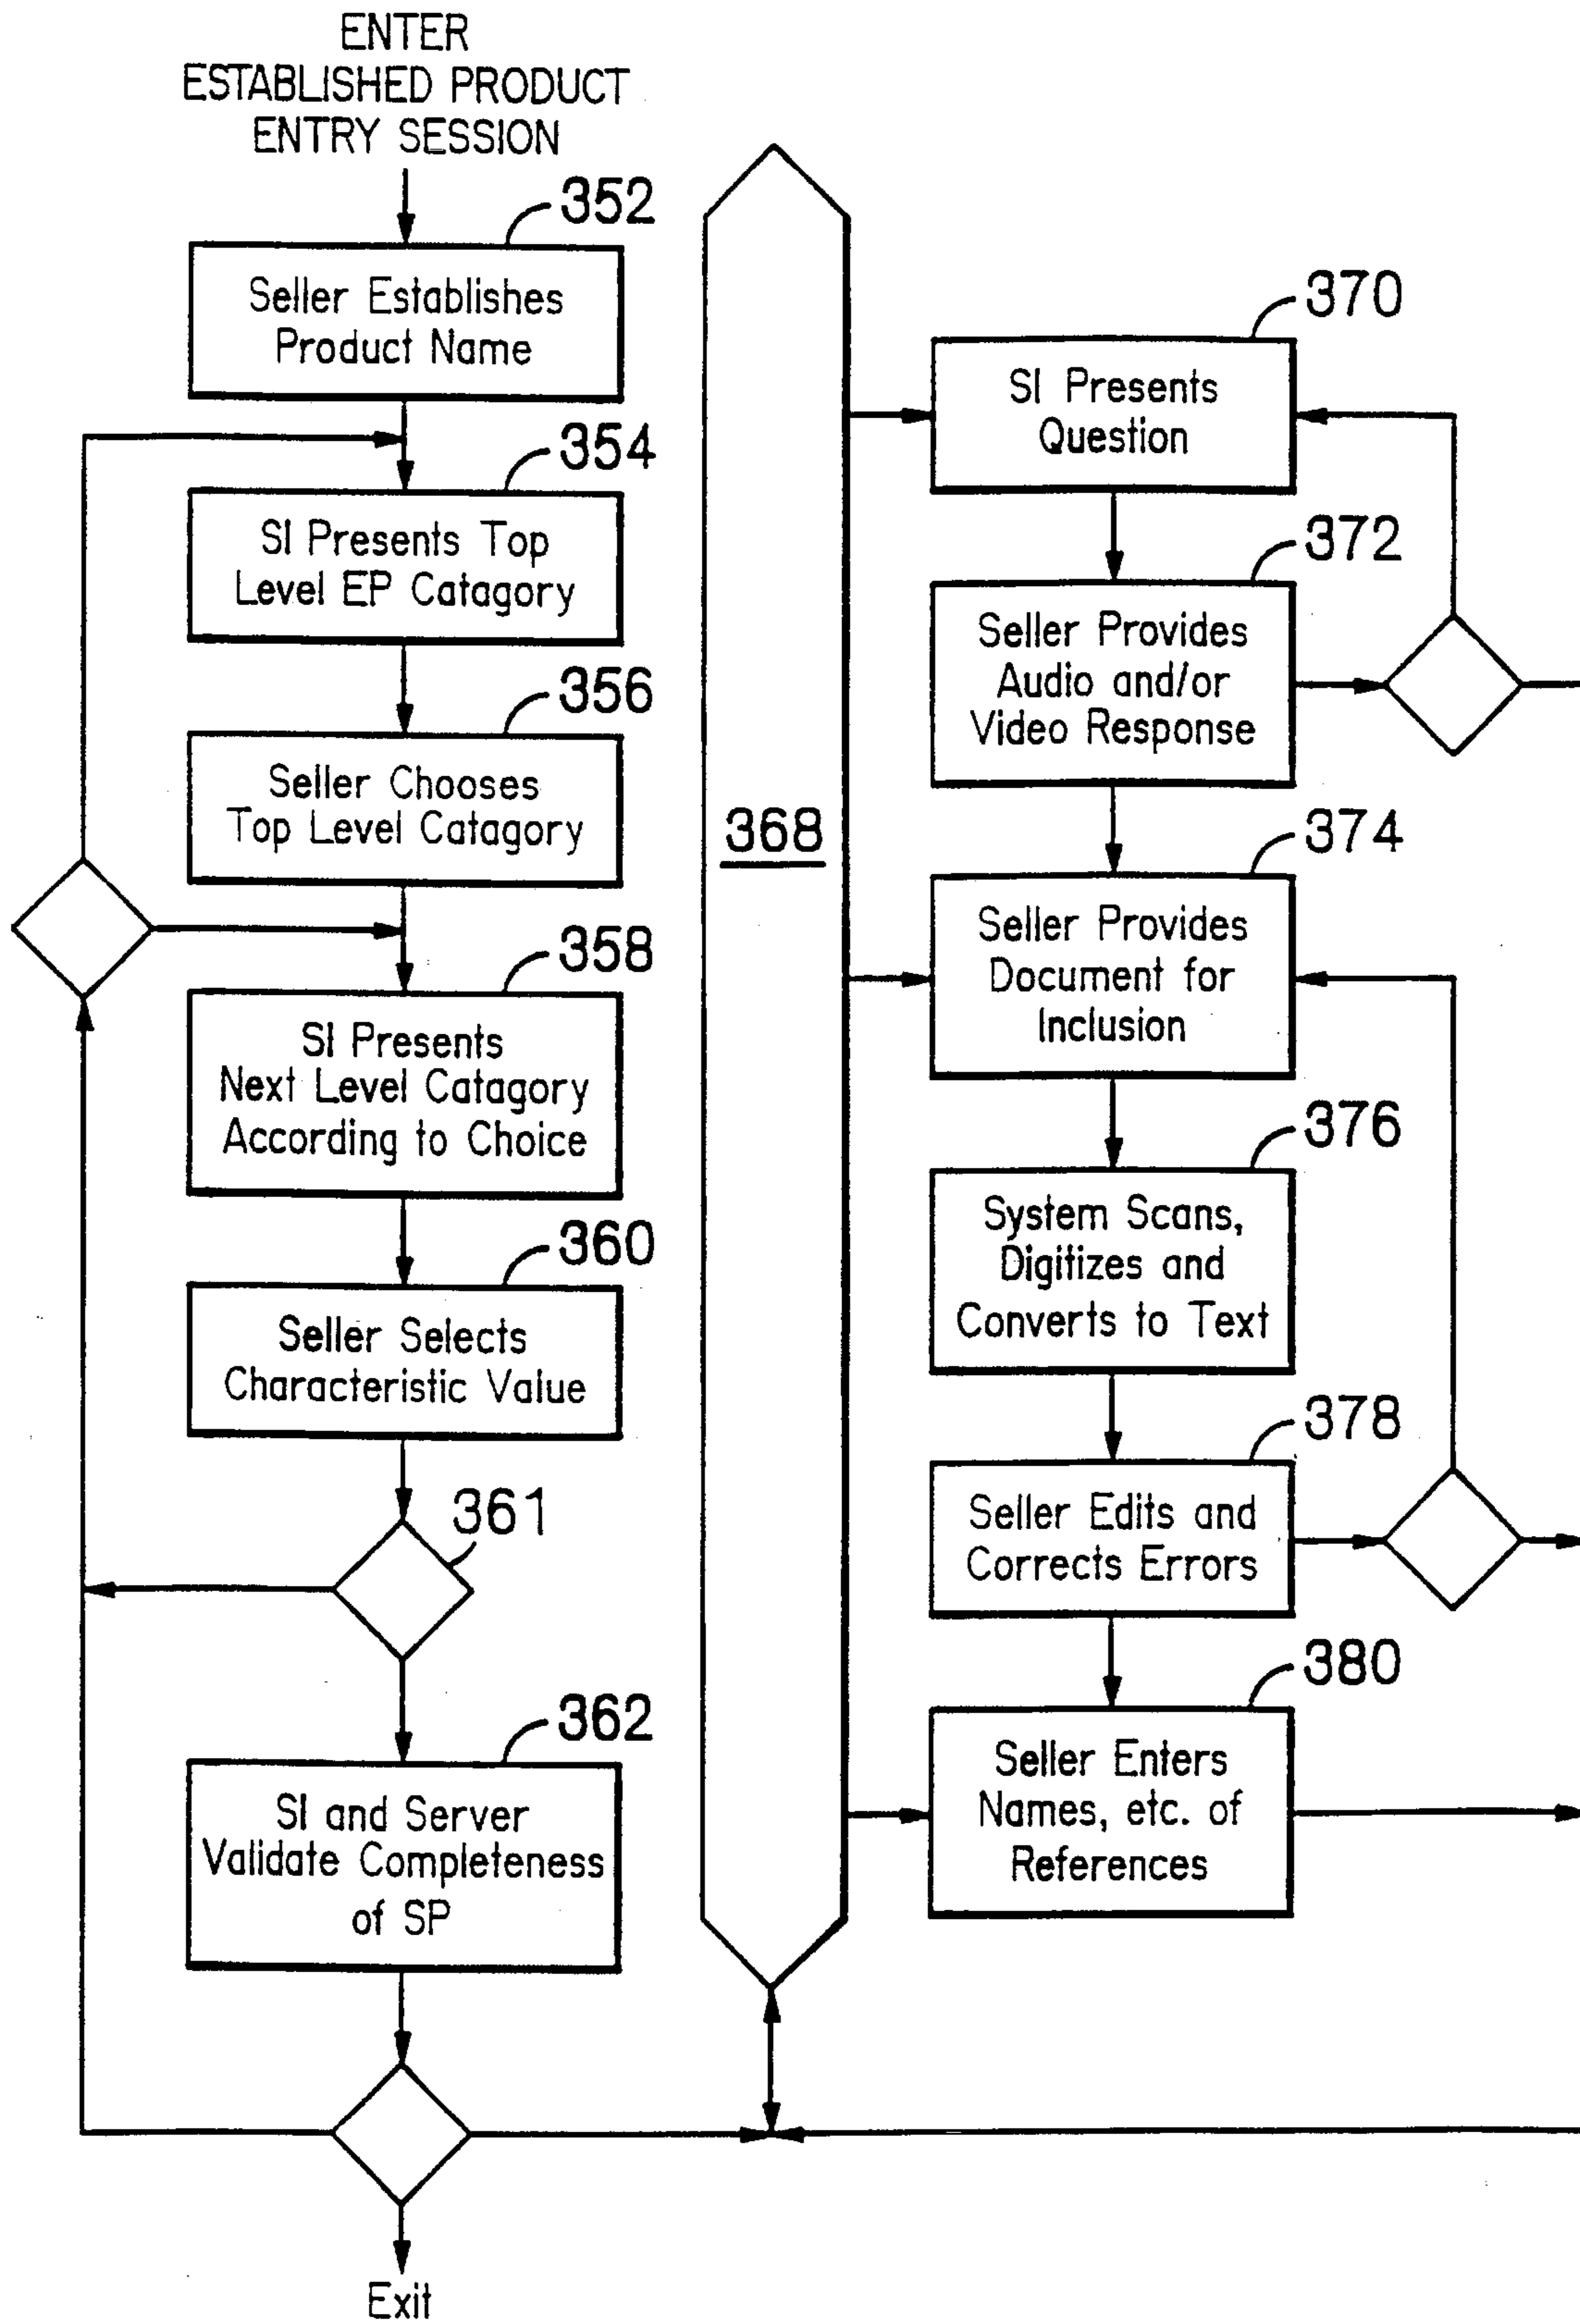 ENTER
ESTABLISHED PRODUCT
ENTRY SESSION
352
Seller Establishes
Product Name
354
SI Presents Top
Level EP Catagory
356
Seller Chooses
Top Level Catagory
358
SI Presents
Next Level Catagory
According to Choice
360
Seller Selects
Characteristic Value
361
362
SI and Server
Validate Completeness
of SP
Exit
368
370
SI Presents
Question
372
Seller Provides
Audio and/or
Video Response
374
Seller Provides
Document for
Inclusion
376
System Scans,
Digitizes and
Converts to Text
378
Seller Edits and
Corrects Errors
380
Seller Enters
Names, etc. of
References